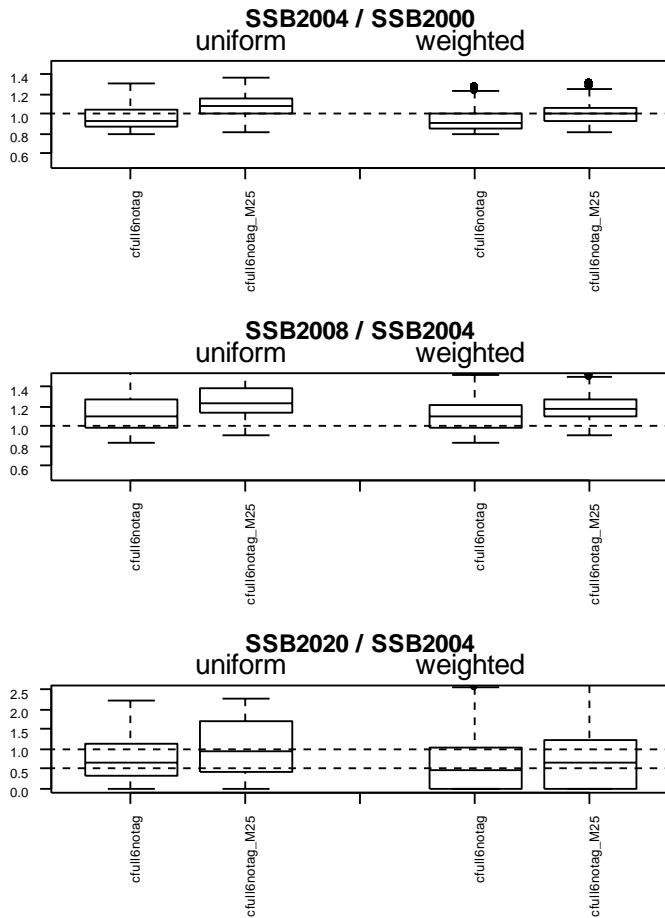 SSB2004 / SSB2000
uniform weighted
1.4
1.2
1.0
0.8
0.6
cfull6notag cfull6notag_M25 cfull6notag cfull6notag_M25
SSB2008 / SSB2004
uniform weighted
1.4
1.2
1.0
0.8
0.6
cfull6notag cfull6notag_M25 cfull6notag cfull6notag_M25
SSB2020 / SSB2004
uniform weighted
2.5
2.0
1.5
1.0
0.5
0.0
cfull6notag cfull6notag_M25 cfull6notag cfull6notag_M25